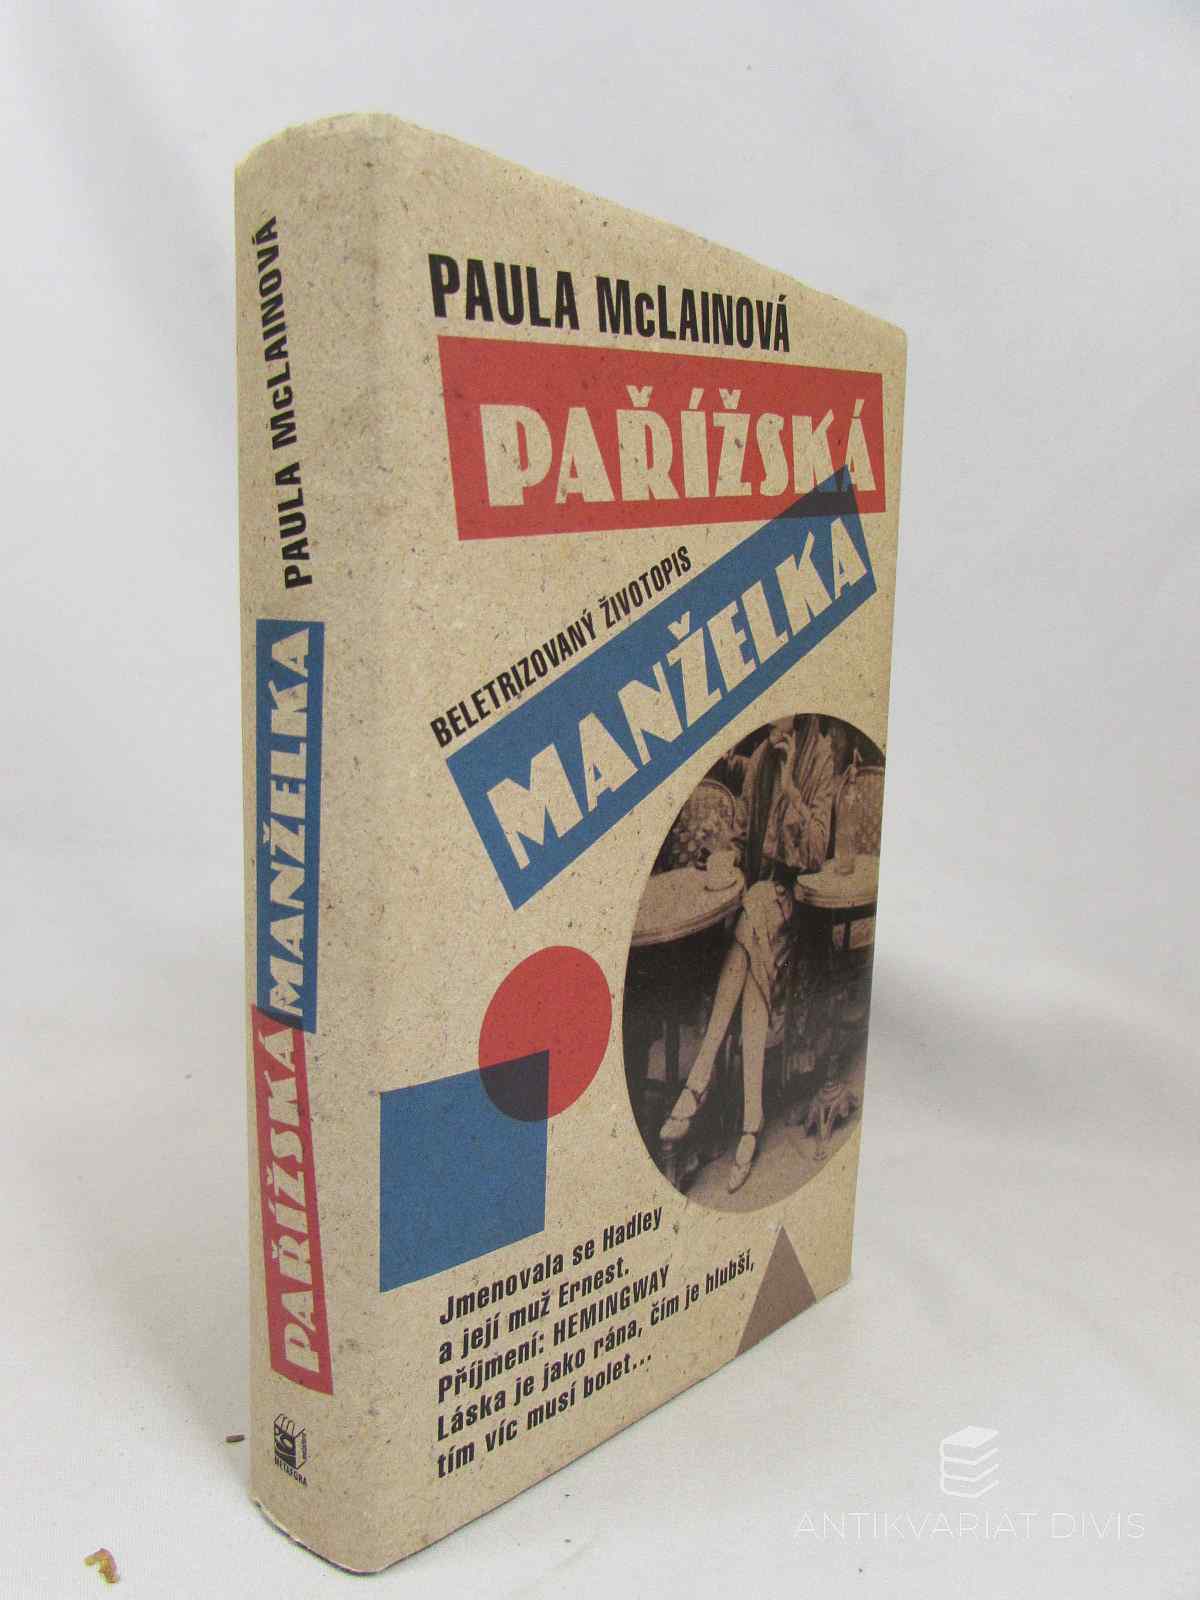 PAULA McLAINOVÁ
PAŘÍŽSKÁ
BELETRIZOVANÝ ŽIVOTOPIS
MANŽELKA
Jmenovala se Hadley
a její muž Ernest.
Příjmení: HEMINGWAY
Láska je jako rána, čím je hlubší,
tím víc musí bolet...
PAULA McLAINOVÁ
PAŘÍŽSKÁ MANŽELKA
METAFORA
ANTIKVARIAT DIVIS